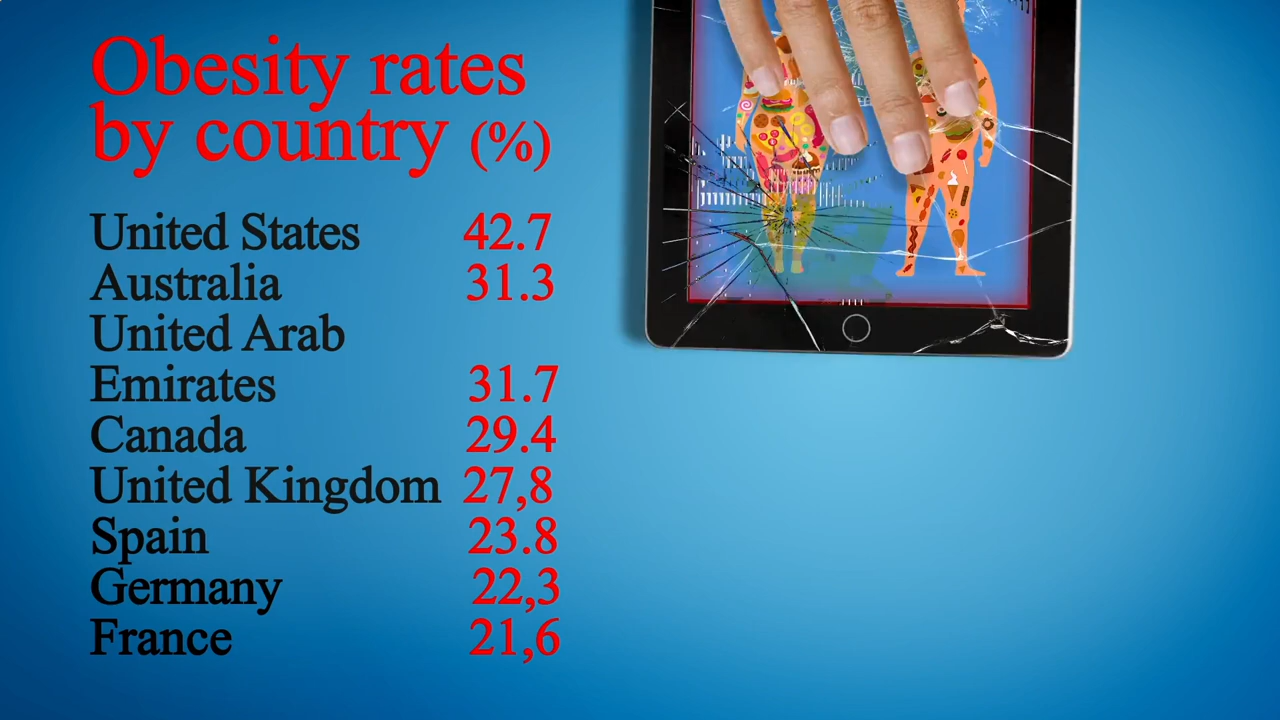 Obesity rates
by country (%)
United States 42.7
Australia 31.3
United Arab
Emirates 31.7
Canada 29.4
United Kingdom 27,8
Spain 23.8
Germany 22,3
France 21,6